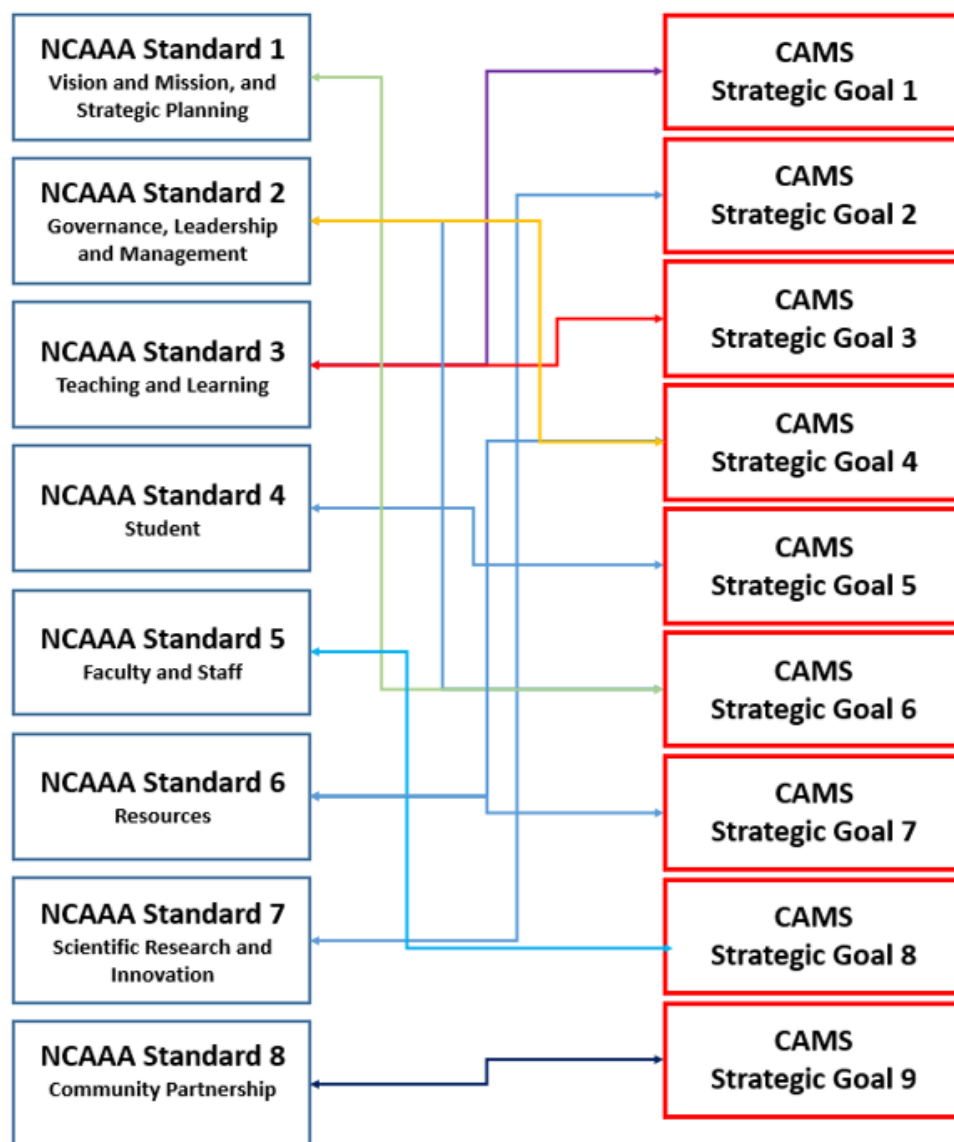 NCAAA Standard 1
Vision and Mission, and
Strategic Planning
NCAAA Standard 2
Governance, Leadership
and Management
NCAAA Standard 3
Teaching and Learning
NCAAA Standard 4
Student
NCAAA Standard 5
Faculty and Staff
NCAAA Standard 6
Resources
NCAAA Standard 7
Scientific Research and
Innovation
NCAAA Standard 8
Community Partnership
CAMS
Strategic Goal 1
CAMS
Strategic Goal 2
CAMS
Strategic Goal 3
CAMS
Strategic Goal 4
CAMS
Strategic Goal 5
CAMS
Strategic Goal 6
CAMS
Strategic Goal 7
CAMS
Strategic Goal 8
CAMS
Strategic Goal 9